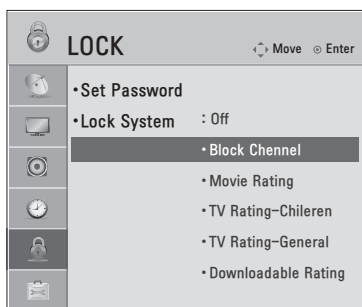 LOCK
Move Enter
• Set Password
• Lock System : Off
• Block Chennel
• Movie Rating
• TV Rating-Chileren
• TV Rating-General
• Downloadable Rating